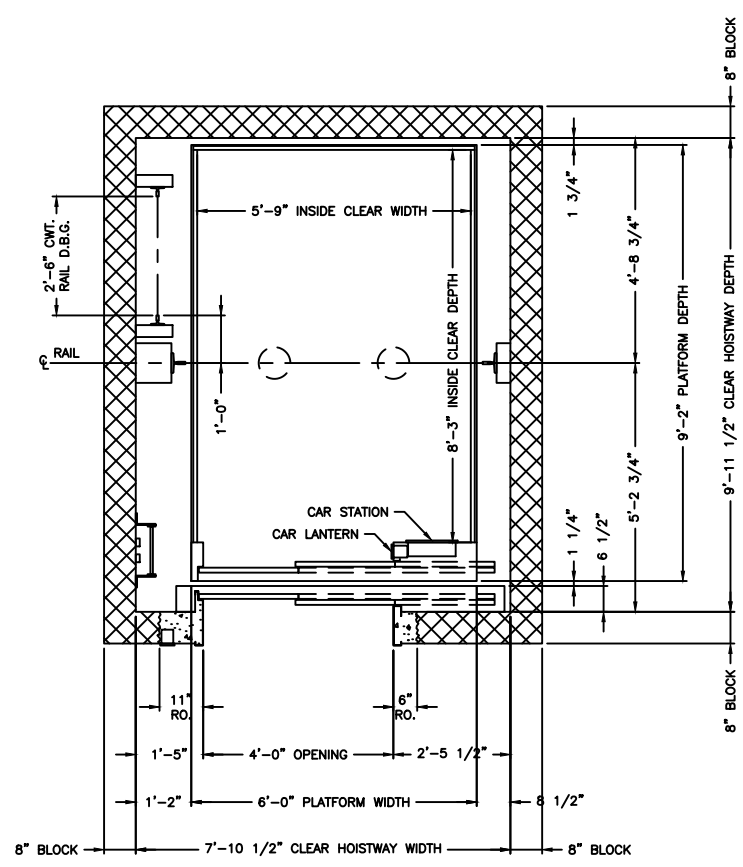 8" BLOCK
1 3/4"
5'-9" INSIDE CLEAR WIDTH
2'-6" CWT.
RAIL D.B.G.
4'-8 3/4"
℄ RAIL
1'-0"
8'-3" INSIDE CLEAR DEPTH
9'-2" PLATFORM DEPTH
9'-11 1/2" CLEAR HOISTWAY DEPTH
5'-2 3/4"
CAR STATION
CAR LANTERN
1 1/4"
6 1/2"
11"
RO.
6"
RO.
8" BLOCK
1'-5"
4'-0" OPENING
2'-5 1/2"
1'-2"
6'-0" PLATFORM WIDTH
8 1/2"
8" BLOCK
7'-10 1/2" CLEAR HOISTWAY WIDTH
8" BLOCK